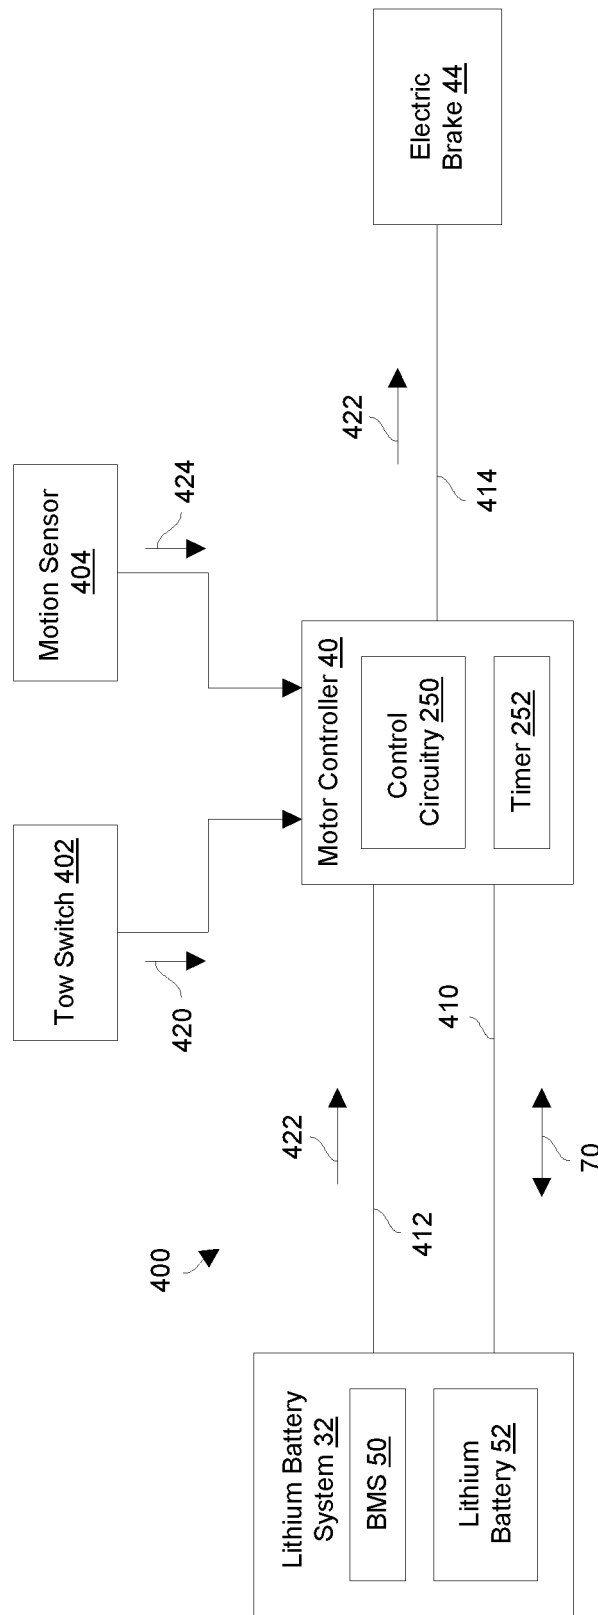 400
Lithium Battery
System 32
BMS 50
Lithium
Battery 52
422
412
410
70
Tow Switch 402
420
Motion Sensor
404
424
Motor Controller 40
Control
Circuitry 250
Timer 252
422
414
Electric
Brake 44